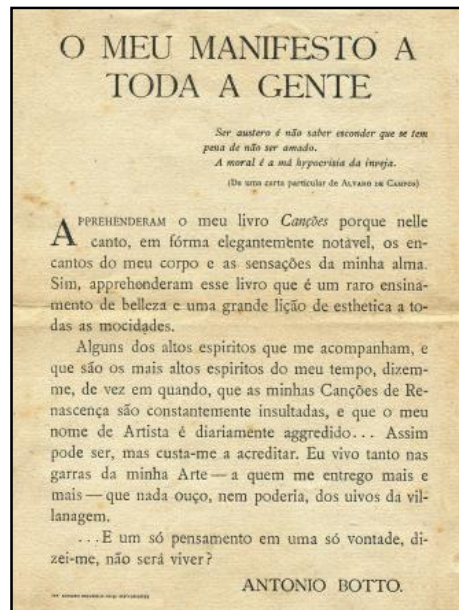 O MEU MANIFESTO A
TODA A GENTE
Ser austero é não saber esconder que se tem
pena de não ser amado.
A moral é a má hypocrisia da inveja.
(De uma carta particular de ALVARO DE CAMPOS)
APPREHENDERAM o meu livro Canções porque nelle
canto, em fórma elegantemente notável, os en-
cantos do meu corpo e as sensações da minha alma.
Sim, apprehenderam esse livro que é um raro ensina-
mento de belleza e uma grande lição de esthetica a to-
das as mocidades.
Alguns dos altos espiritos que me acompanham, e
que são os mais altos espiritos do meu tempo, dizem-
me, de vez em quando, que as minhas Canções de Re-
nascença são constantemente insultadas, e que o meu
nome de Artista é diariamente aggredido... Assim
pode ser, mas custa-me a acreditar. Eu vivo tanto nas
garras da minha Arte — a quem me entrego mais e
mais — que nada ouço, nem poderia, dos uivos da vil-
lanagem.
...E um só pensamento em uma só vontade, di-
zei-me, não será viver?
ANTONIO BOTTO.